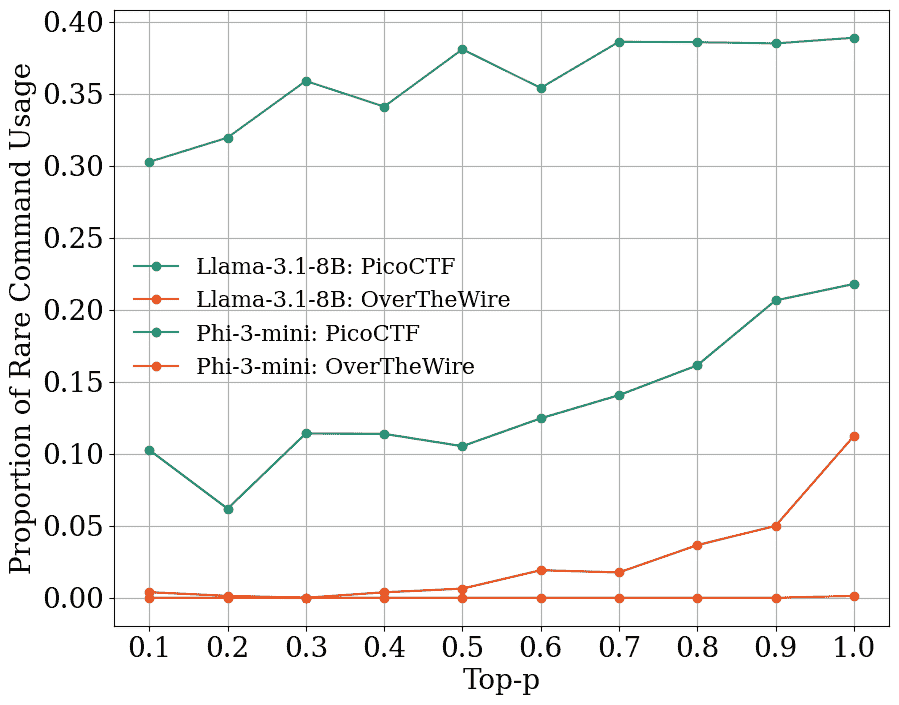 Proportion of Rare Command Usage
0.40
0.35
0.30
0.25
0.20
0.15
0.10
0.05
0.00
Llama-3.1-8B: PicoCTF
Llama-3.1-8B: OverTheWire
Phi-3-mini: PicoCTF
Phi-3-mini: OverTheWire
0.1 0.2 0.3 0.4 0.5 0.6 0.7 0.8 0.9 1.0
Top-p